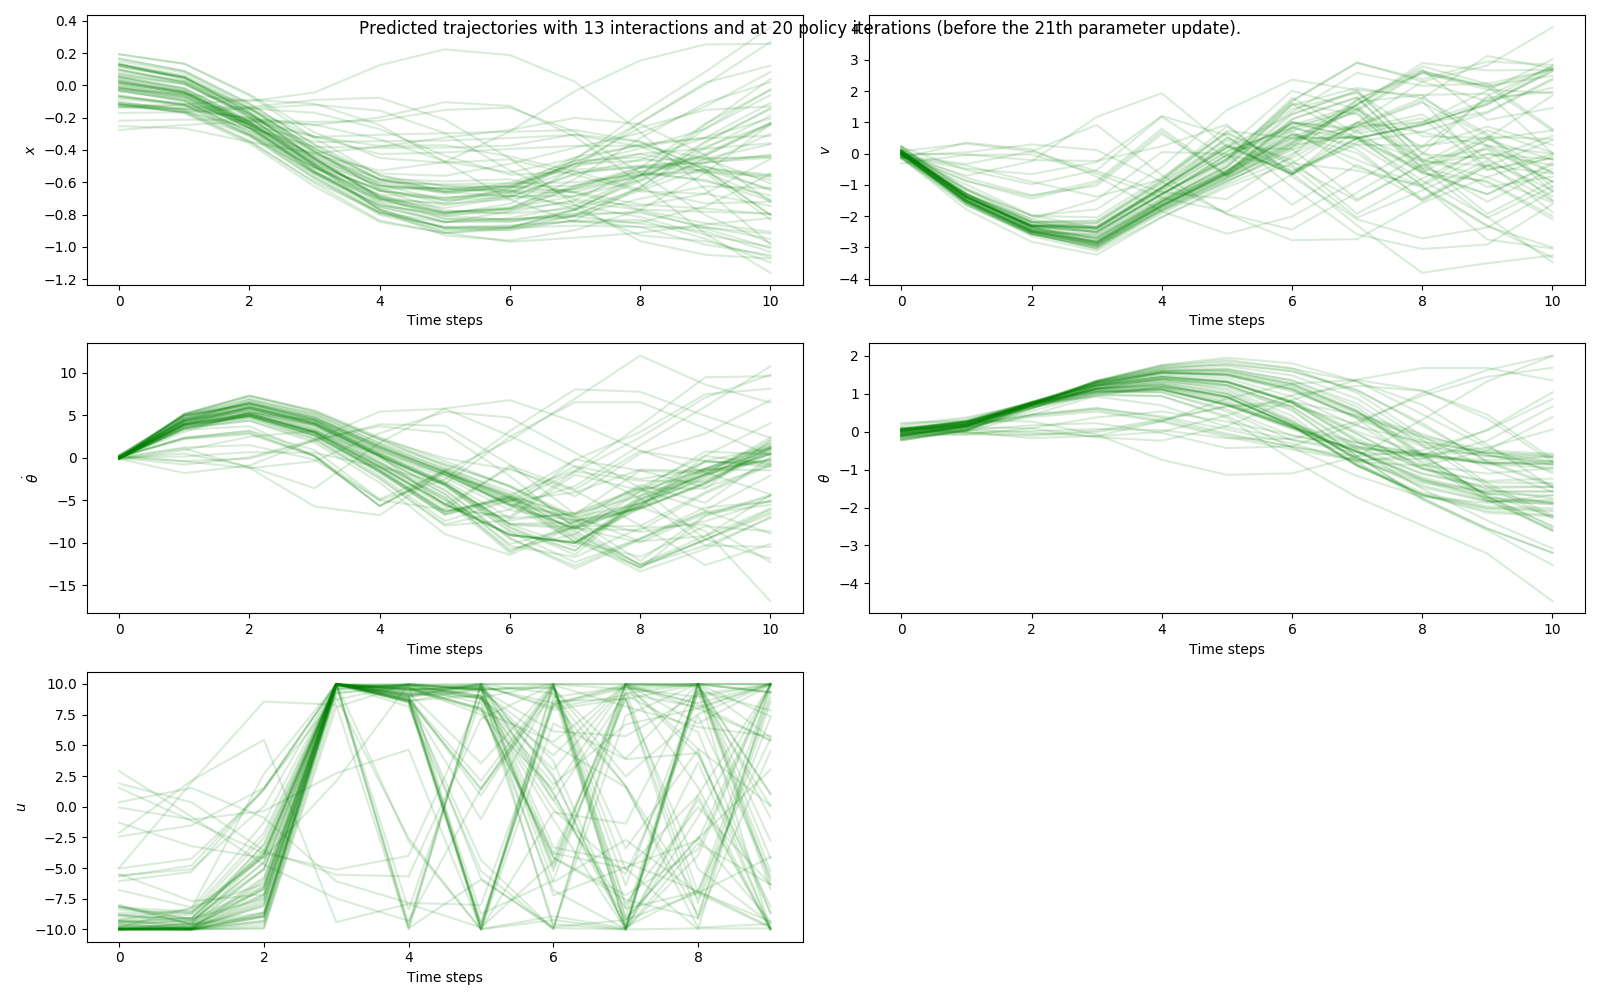 Predicted trajectories with 13 interactions and at 20 policy iterations (before the 21th parameter update).
0.4
0.2
0.0
−0.2
−0.4
−0.6
−0.8
−1.0
−1.2
x
0 2 4 6 8 10
Time steps
4
3
2
1
0
−1
−2
−3
−4
v
0 2 4 6 8 10
Time steps
10
5
0
−5
−10
−15
θ̇
0 2 4 6 8 10
Time steps
2
1
0
−1
−2
−3
−4
θ
0 2 4 6 8 10
Time steps
10.0
7.5
5.0
2.5
0.0
−2.5
−5.0
−7.5
−10.0
u
0 2 4 6 8
Time steps